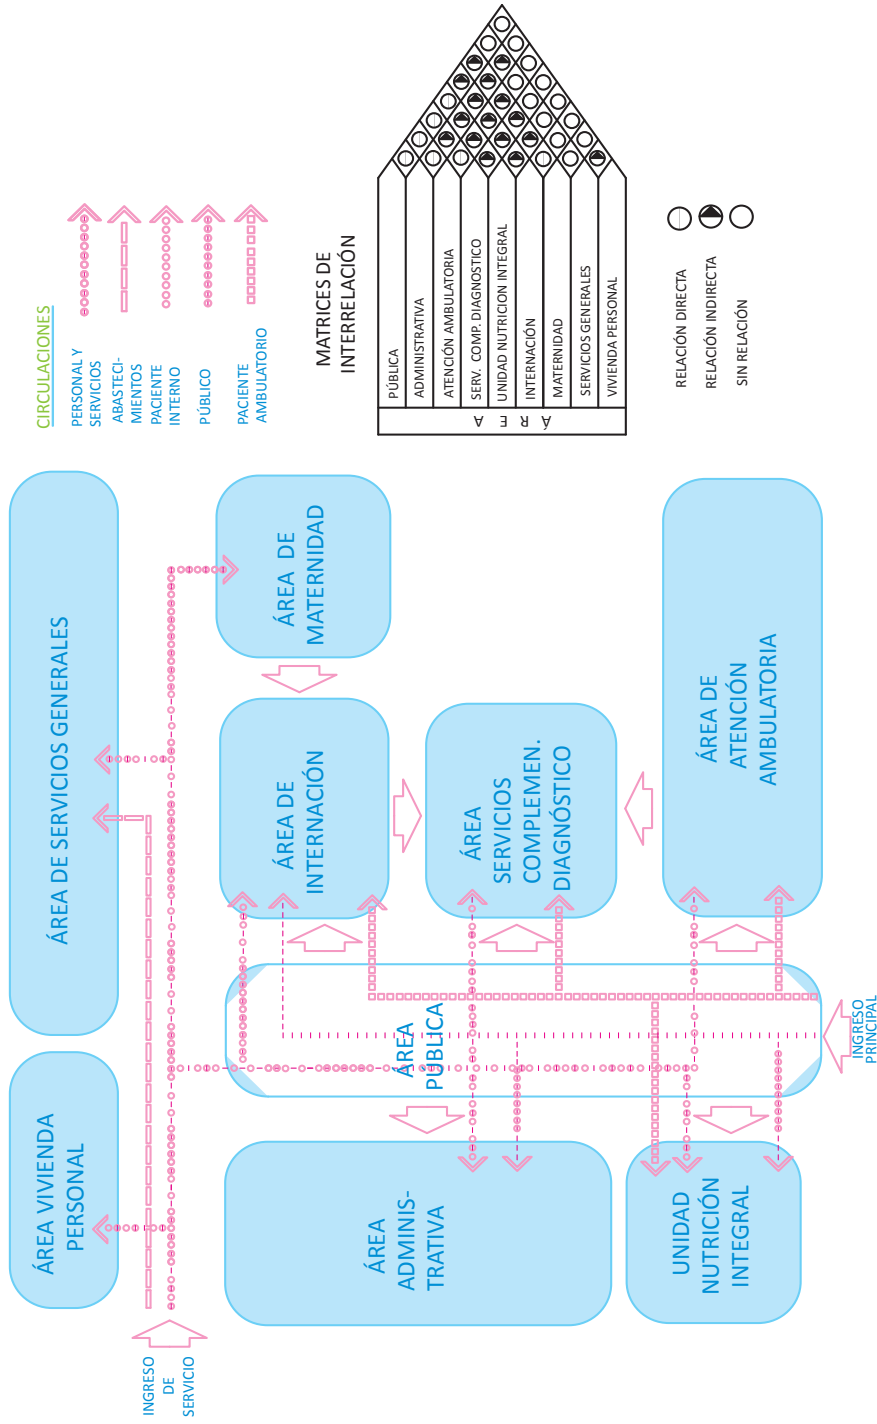 CIRCULACIONES
PERSONAL Y
SERVICIOS
ABASTECI-
MIENTOS
PACIENTE
INTERNO
PÚBLICO
PACIENTE
AMBULATORIO
MATRICES DE
INTERRELACIÓN
ÁREA
PÚBLICA
ADMINISTRATIVA
ATENCIÓN AMBULATORIA
SERV. COMP. DIAGNOSTICO
UNIDAD NUTRICION INTEGRAL
INTERNACIÓN
MATERNIDAD
SERVICIOS GENERALES
VIVIENDA PERSONAL
RELACIÓN DIRECTA
RELACIÓN INDIRECTA
SIN RELACIÓN
ÁREA DE SERVICIOS GENERALES
ÁREA VIVIENDA
PERSONAL
ÁREA DE
MATERNIDAD
ÁREA DE
INTERNACIÓN
ÁREA
SERVICIOS
COMPLEMEN.
DIAGNÓSTICO
ÁREA DE
ATENCIÓN
AMBULATORIA
ÁREA
PÚBLICA
ÁREA
ADMINIS-
TRATIVA
UNIDAD
NUTRICIÓN
INTEGRAL
INGRESO
DE
SERVICIO
INGRESO
PRINCIPAL